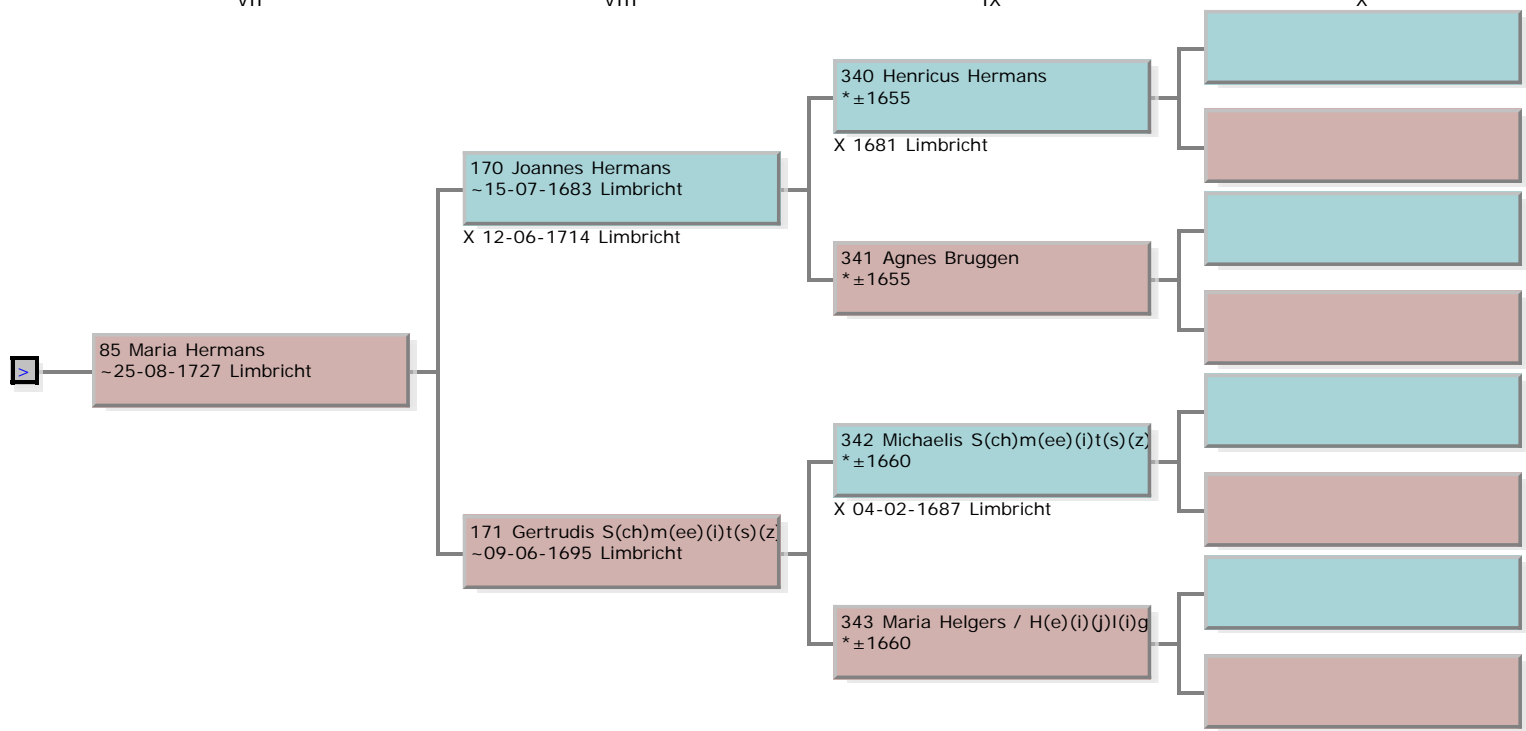 VII
VIII
IX
X
340 Henricus Hermans
*±1655
X 1681 Limbricht
170 Joannes Hermans
~15-07-1683 Limbricht
X 12-06-1714 Limbricht
341 Agnes Bruggen
*±1655
85 Maria Hermans
~25-08-1727 Limbricht
>
342 Michaelis S(ch)m(ee)(i)t(s)(z)
*±1660
X 04-02-1687 Limbricht
171 Gertrudis S(ch)m(ee)(i)t(s)(z)
~09-06-1695 Limbricht
343 Maria Helgers / H(e)(i)(j)l(i)g
*±1660